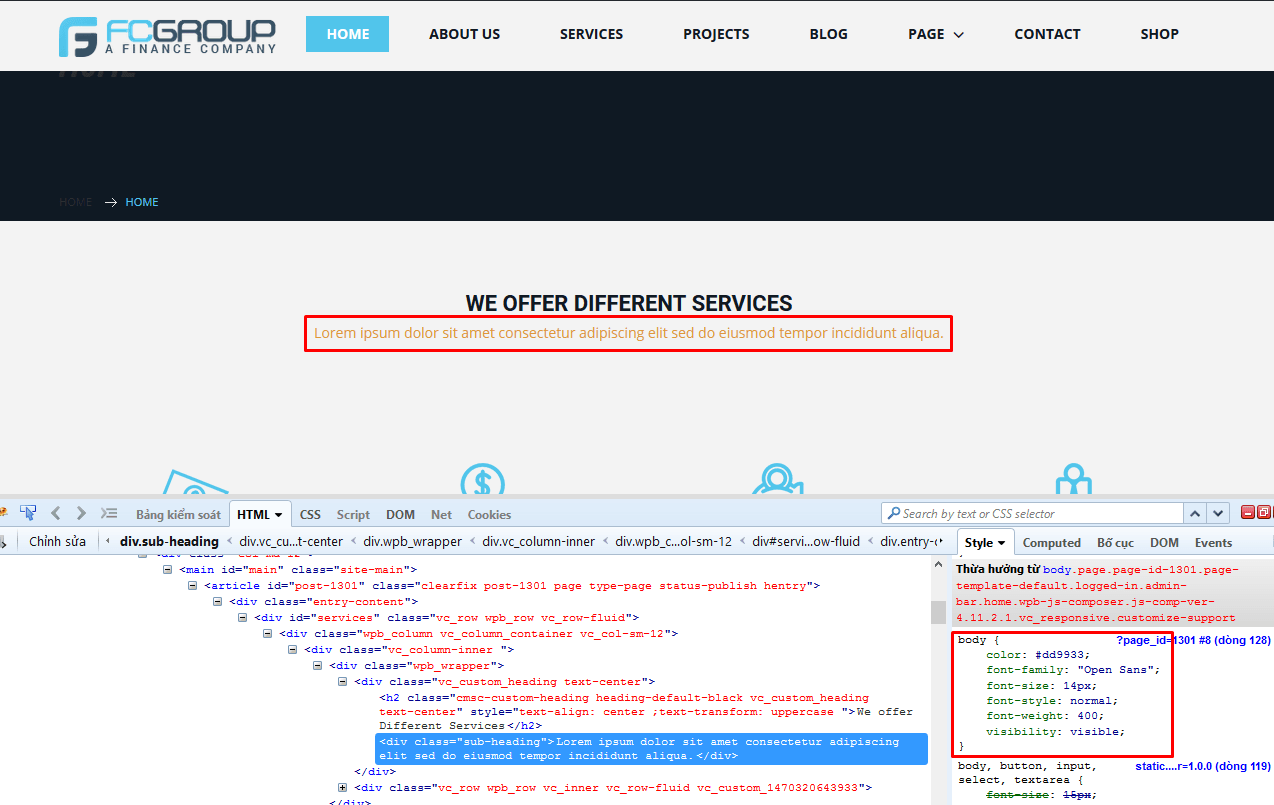 FCGROUP
A FINANCE COMPANY
HOME ABOUT US SERVICES PROJECTS BLOG PAGE CONTACT SHOP
HOME → HOME
WE OFFER DIFFERENT SERVICES
Lorem ipsum dolor sit amet consectetur adipiscing elit sed do eiusmod tempor incididunt aliqua.
Bảng kiểm soát HTML CSS Script DOM Net Cookies Search by text or CSS selector
Chỉnh sửa div.sub-heading < div.vc_cu...t-center < div.wpb_wrapper < div.vc_column-inner < div.wpb_c...ol-sm-12 < div#servi...ow-fluid < div.entry-c
<main id="main" class="site-main">
<article id="post-1301" class="clearfix post-1301 page type-page status-publish hentry">
<div class="entry-content">
<div id="services" class="vc_row wpb_row vc_row-fluid">
<div class="wpb_column vc_column_container vc_col-sm-12">
<div class="vc_column-inner ">
<div class="wpb_wrapper">
<div class="vc_custom_heading text-center">
<h2 class="cmsc-custom-heading heading-default-black vc_custom_heading
text-center" style="text-align: center ;text-transform: uppercase ">We offer
Different Services</h2>
<div class="sub-heading">Lorem ipsum dolor sit amet consectetur adipiscing
elit sed do eiusmod tempor incididunt aliqua.</div>
</div>
<div class="vc_row wpb_row vc_inner vc_row-fluid vc_custom_1470320643933">
</div>
Style Computed Bố cục DOM Events
Thừa hưởng từ body.page.page-id-1301.page-
template-default.logged-in.admin-
bar.home.wpb-js-composer.js-comp-ver-
4.11.2.1.vc_responsive.customize-support
body { ?page_id=1301 #8 (dòng 128)
color: #dd9933;
font-family: "Open Sans";
font-size: 14px;
font-style: normal;
font-weight: 400;
visibility: visible;
}
body, button, input, static....r=1.0.0 (dòng 119)
select, textarea {
font-size: 15px;